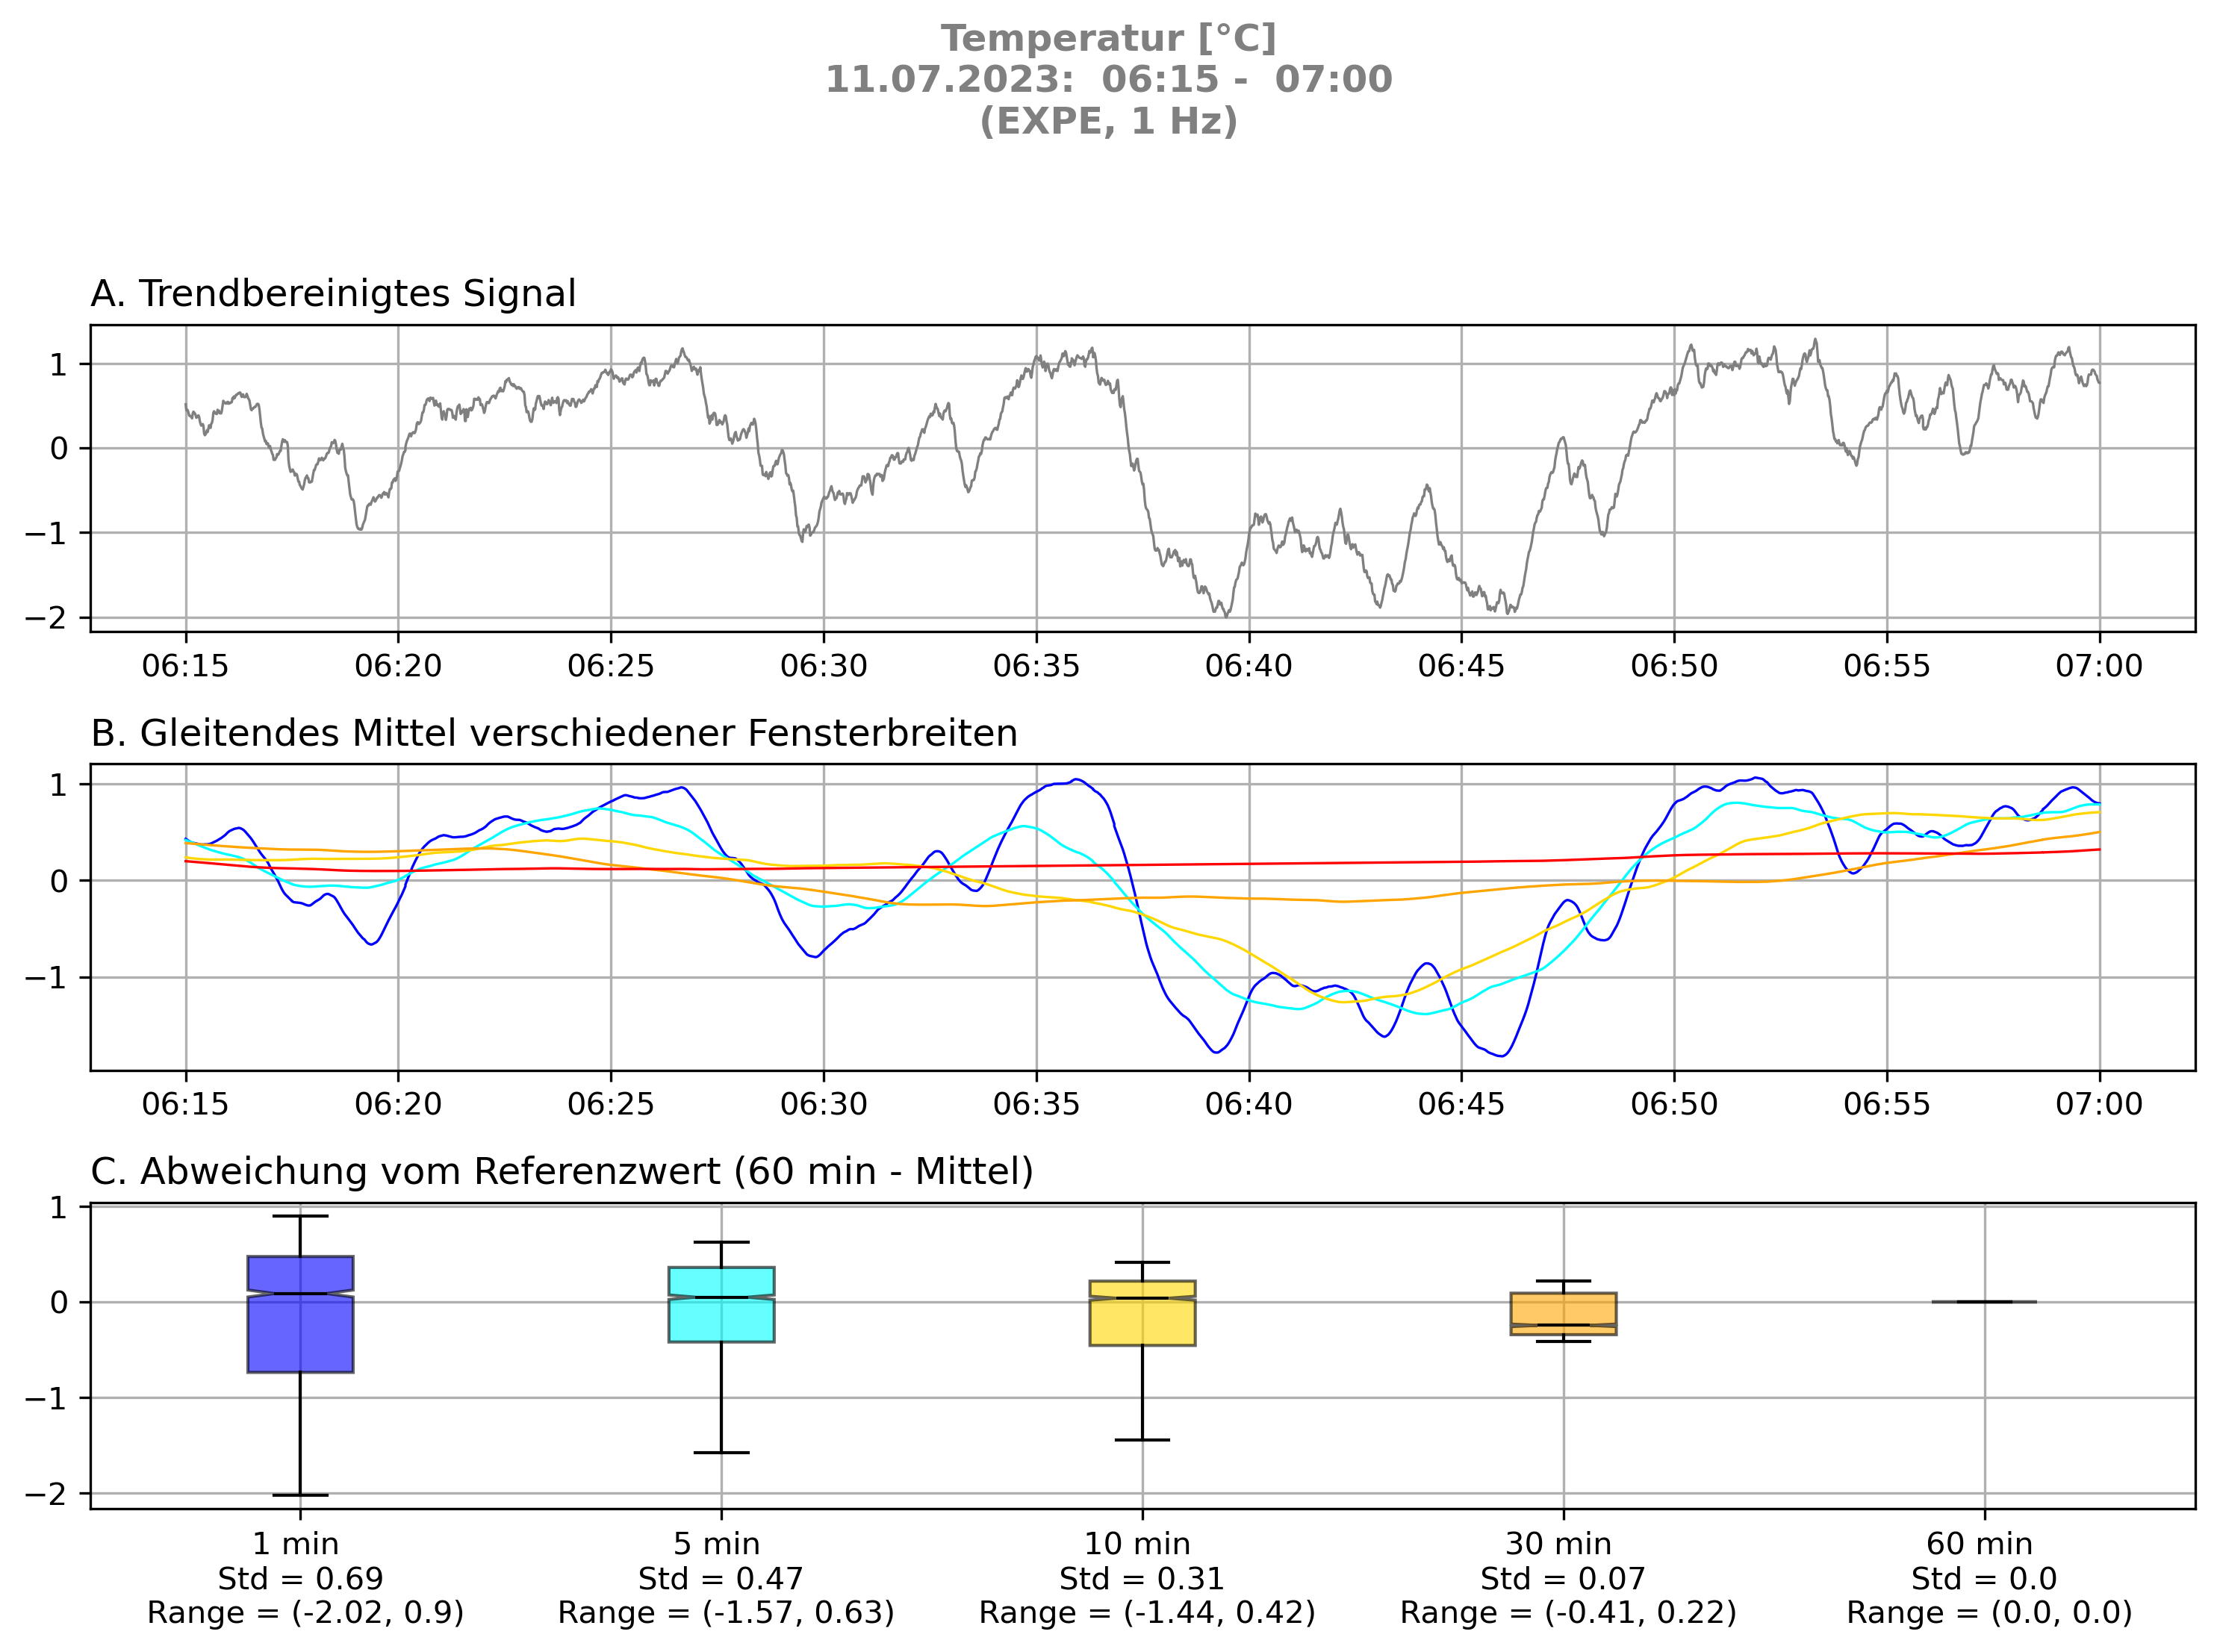 Temperatur [°C]
11.07.2023:  06:15 -  07:00
(EXPE, 1 Hz)
A. Trendbereinigtes Signal
1
0
−1
−2
06:15 06:20 06:25 06:30 06:35 06:40 06:45 06:50 06:55 07:00
B. Gleitendes Mittel verschiedener Fensterbreiten
1
0
−1
06:15 06:20 06:25 06:30 06:35 06:40 06:45 06:50 06:55 07:00
C. Abweichung vom Referenzwert (60 min - Mittel)
1
0
−1
−2
1 min 5 min 10 min 30 min 60 min
Std = 0.69 Std = 0.47 Std = 0.31 Std = 0.07 Std = 0.0
Range = (-2.02, 0.9) Range = (-1.57, 0.63) Range = (-1.44, 0.42) Range = (-0.41, 0.22) Range = (0.0, 0.0)